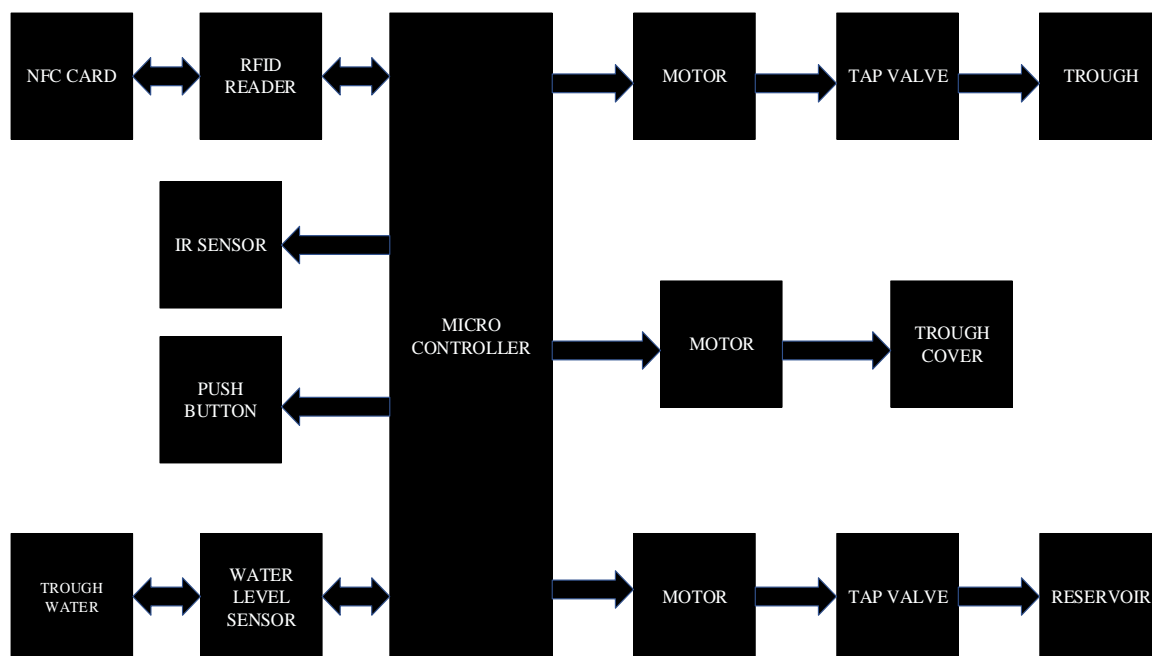 NFC CARD
RFID
READER
MOTOR
TAP VALVE
TROUGH
IR SENSOR
MICRO
CONTROLLER
MOTOR
TROUGH
COVER
PUSH
BUTTON
TROUGH
WATER
WATER
LEVEL
SENSOR
MOTOR
TAP VALVE
RESERVOIR